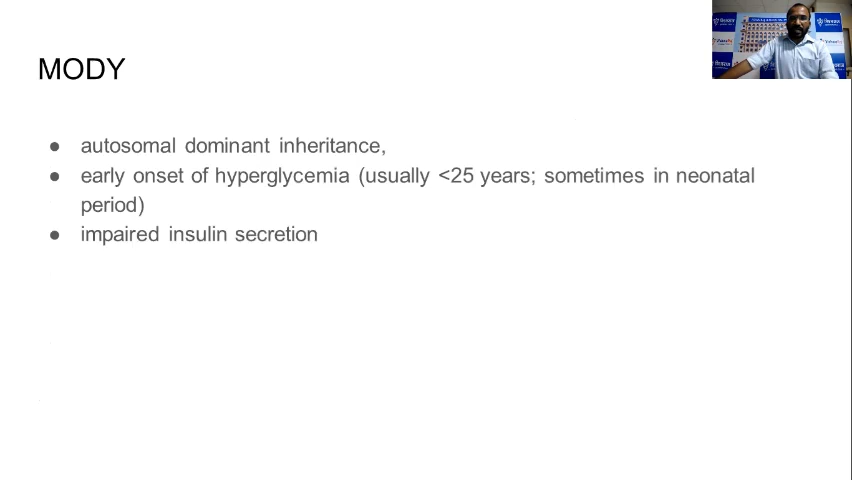 MODY
● autosomal dominant inheritance,
● early onset of hyperglycemia (usually <25 years; sometimes in neonatal
period)
● impaired insulin secretion